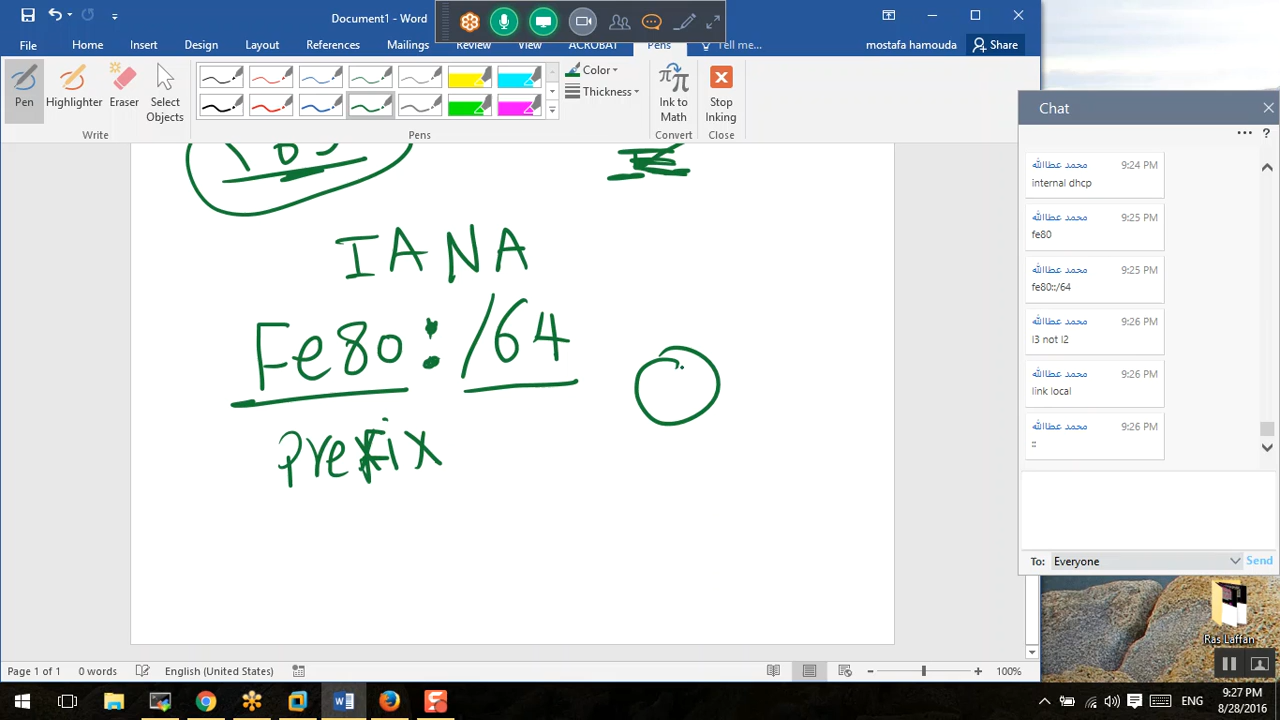 Document1 - Word
File Home Insert Design Layout References Mailings Review View ACROBAT Pens Tell me...
mostafa hamouda Share
Pen
Highlighter
Eraser
Select Objects
Color
Thickness
Ink to Math
Stop Inking
Write
Pens
Convert
Close
IANA
Fe80: /64
prefix
Chat
محمد عطاالله 9:24 PM
internal dhcp
محمد عطاالله 9:25 PM
fe80
محمد عطاالله 9:25 PM
fe80::/64
محمد عطاالله 9:26 PM
l3 not l2
محمد عطاالله 9:26 PM
link local
محمد عطاالله 9:26 PM
::
To: Everyone Send
Ras Laffan
Page 1 of 1 0 words English (United States) 100%
ENG
9:27 PM
8/28/2016